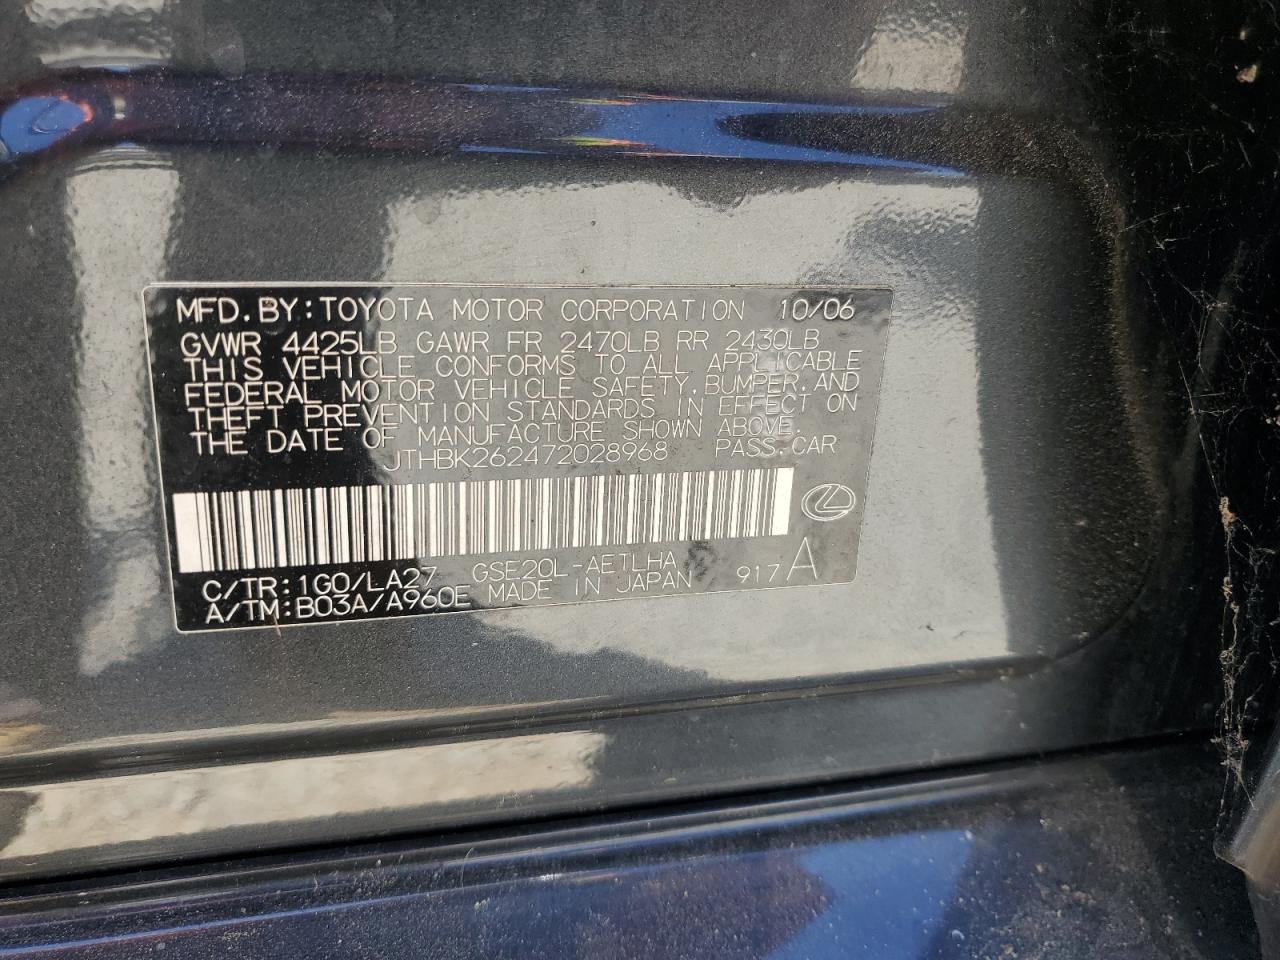 MFD. BY: TOYOTA MOTOR CORPORATION 10/06
GVWR 4425LB GAWR FR 2470LB RR 2430LB
THIS VEHICLE CONFORMS TO ALL APPLICABLE
FEDERAL MOTOR VEHICLE SAFETY, BUMPER, AND
THEFT PREVENTION STANDARDS IN EFFECT ON
THE DATE OF MANUFACTURE SHOWN ABOVE.
JTHBK262472028968 PASS. CAR
C/TR: 1G0/LA27 GSE20L-AETLHA
A/TM: B03A/A960E MADE IN JAPAN 917 A